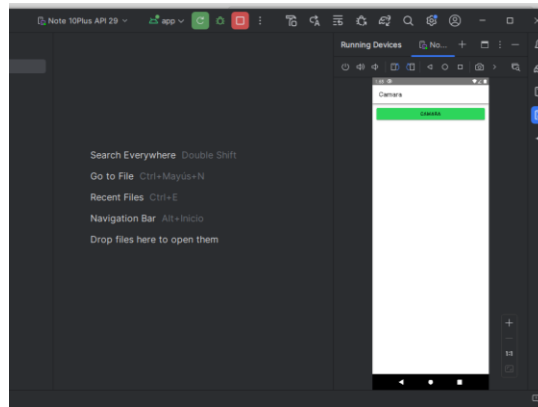 Note 10Plus API 29 app
Running Devices No...
Camara
CAMARA
Search Everywhere Double Shift
Go to File Ctrl+Mayús+N
Recent Files Ctrl+E
Navigation Bar Alt+Inicio
Drop files here to open them
1:1